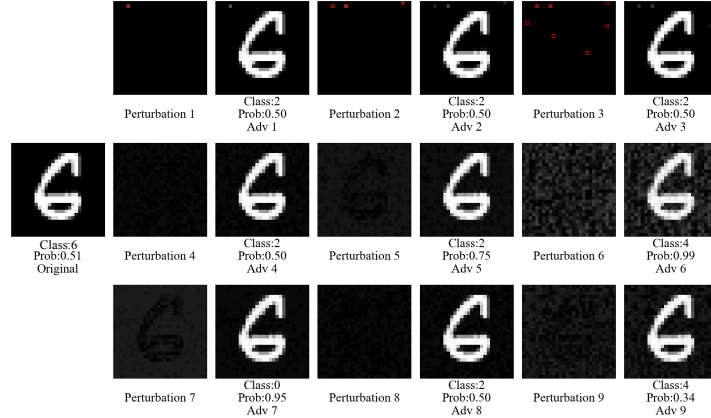 Perturbation 1
Class:2
Prob:0.50
Adv 1
Perturbation 2
Class:2
Prob:0.50
Adv 2
Perturbation 3
Class:2
Prob:0.50
Adv 3
Class:6
Prob:0.51
Original
Perturbation 4
Class:2
Prob:0.50
Adv 4
Perturbation 5
Class:2
Prob:0.75
Adv 5
Perturbation 6
Class:4
Prob:0.99
Adv 6
Perturbation 7
Class:0
Prob:0.95
Adv 7
Perturbation 8
Class:2
Prob:0.50
Adv 8
Perturbation 9
Class:4
Prob:0.34
Adv 9